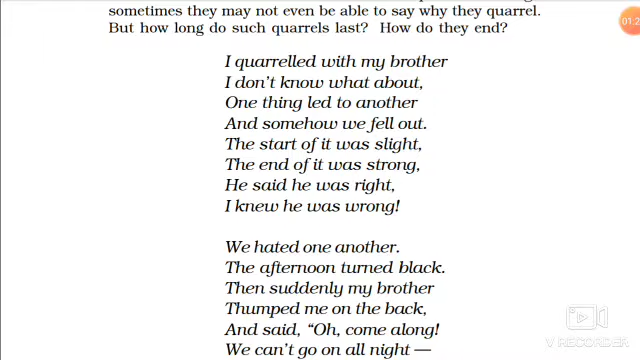 sometimes they may not even be able to say why they quarrel.
But how long do such quarrels last? How do they end?
I quarrelled with my brother
I don't know what about,
One thing led to another
And somehow we fell out.
The start of it was slight,
The end of it was strong,
He said he was right,
I knew he was wrong!
We hated one another.
The afternoon turned black.
Then suddenly my brother
Thumped me on the back,
And said, “Oh, come along!
We can't go on all night —
V RECORDER